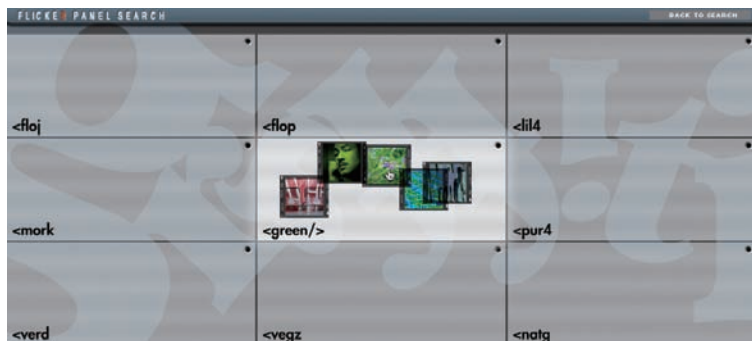 FLICKER PANEL SEARCH BACK TO SEARCH
<floj <flop <lil4
<mork <green/> <pur4
<verd <vegz <natg